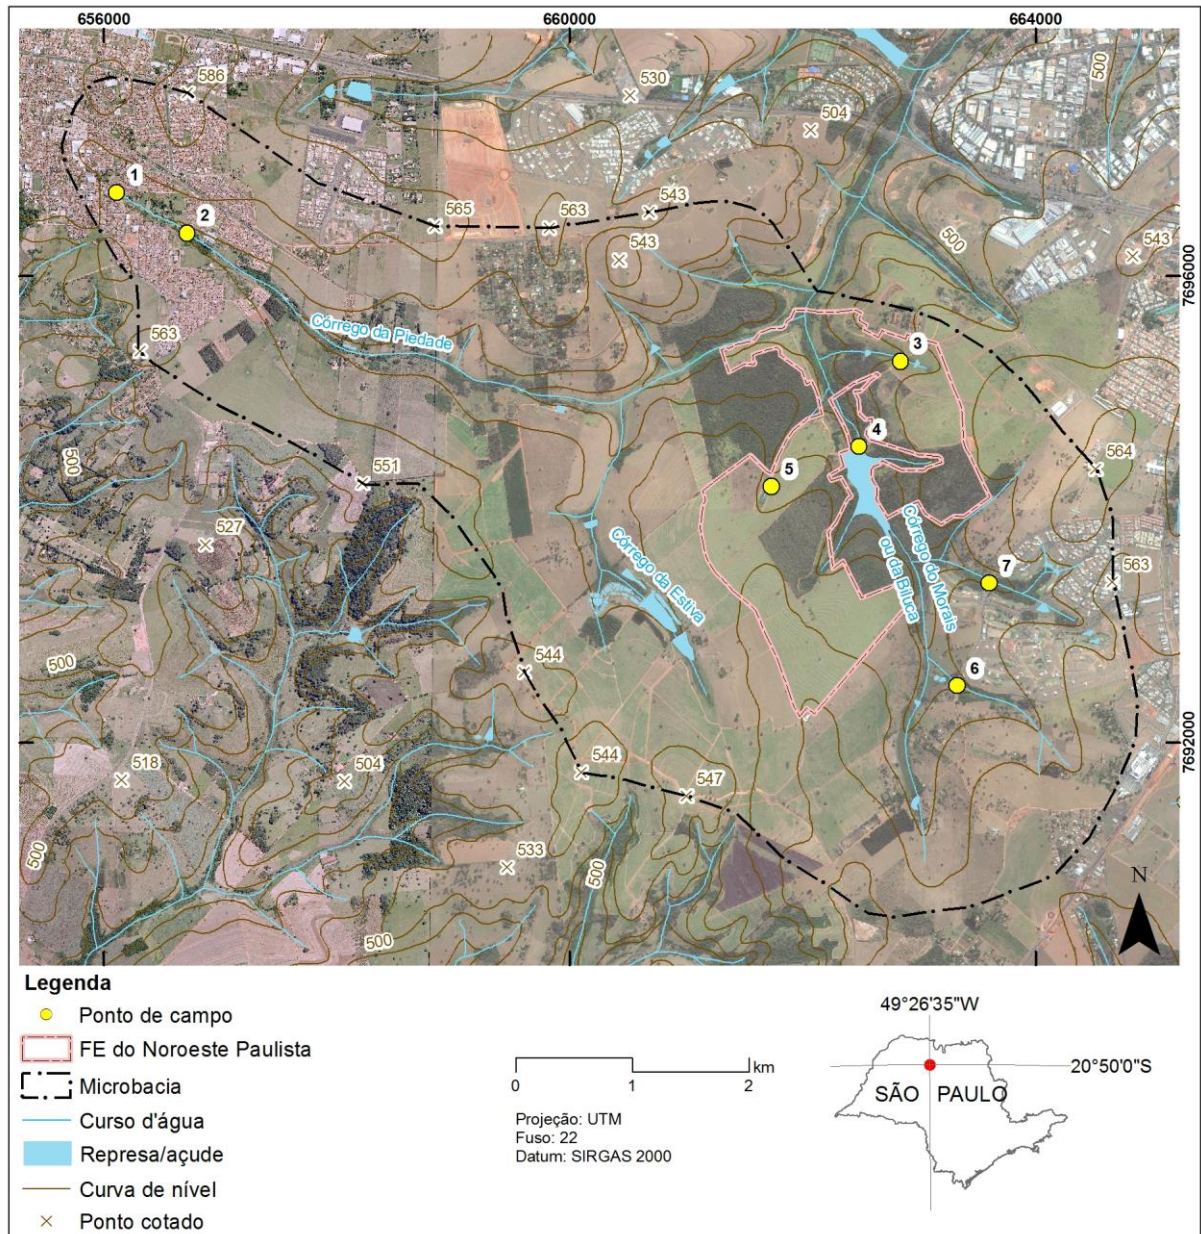 656000
660000
664000
586
530
500
504
1
2
565
563
543
543
500
543
7696000
563
Córrego da Piedade
3
4
564
5
551
500
527
Córrego da Estiva
Córrego do Morais
ou da Bituca
7
563
6
544
500
518
504
544
547
7692000
533
500
500
500
N
Legenda
Ponto de campo
FE do Noroeste Paulista
Microbacia
Curso d'água
Represa/açude
Curva de nível
Ponto cotado
0 1 2 km
Projeção: UTM
Fuso: 22
Datum: SIRGAS 2000
49°26'35"W
20°50'0"S
SÃO PAULO